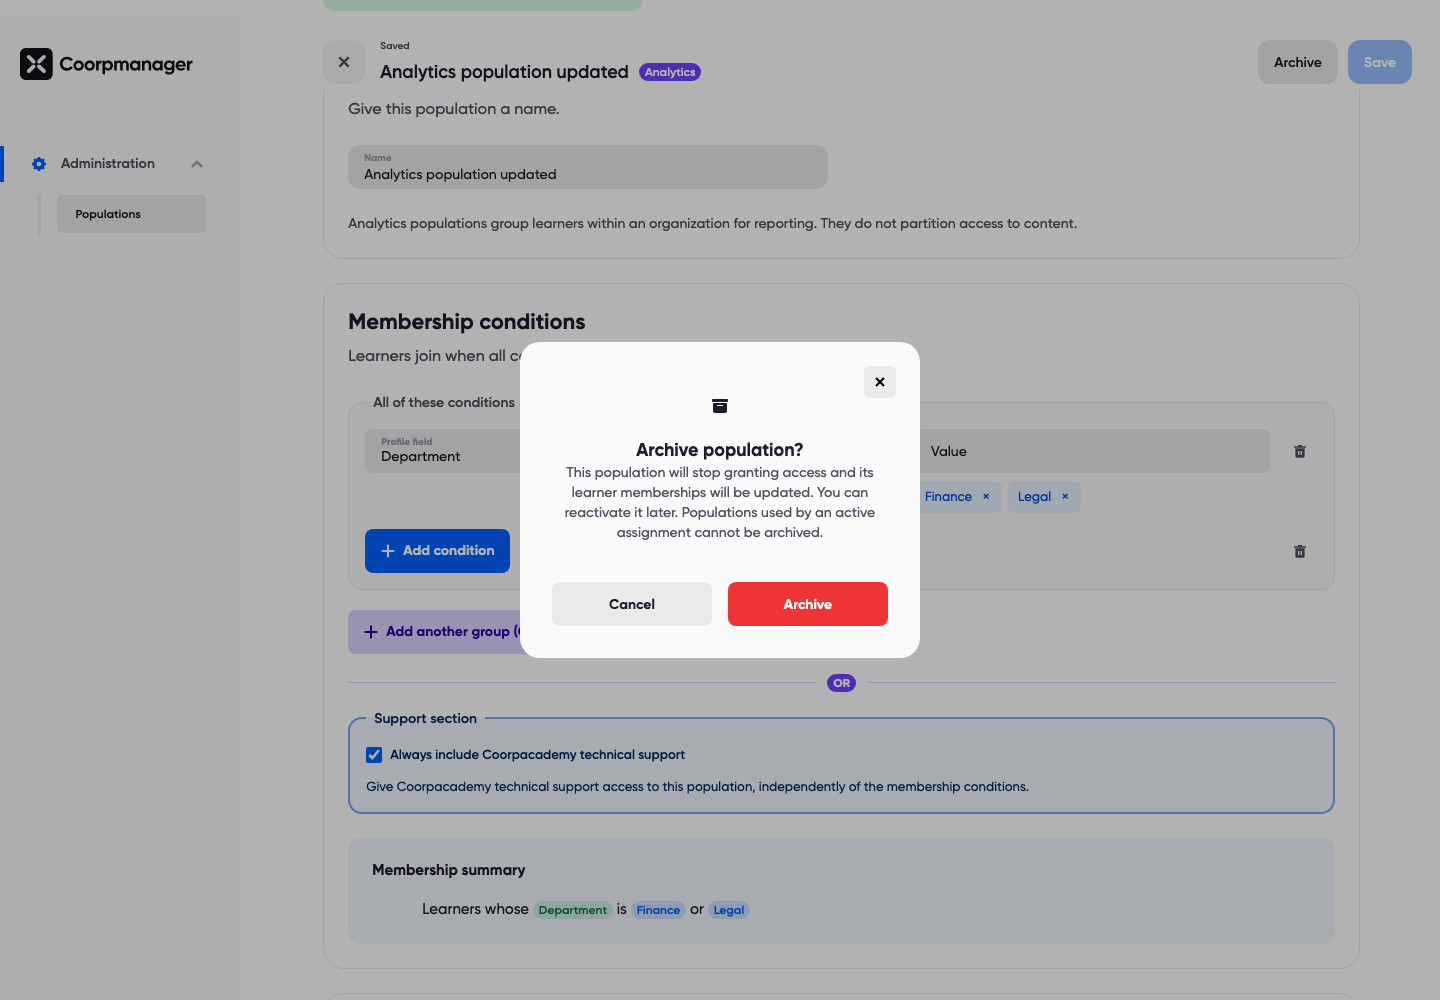 Coorpmanager
Administration
Populations
Saved
Analytics population updated
Analytics
Archive
Save
Give this population a name.
Name
Analytics population updated
Analytics populations group learners within an organization for reporting. They do not partition access to content.
Membership conditions
Learners join when all c
All of these conditions
Profile field
Department
Value
Finance ×
Legal ×
Add condition
Add another group (
OR
Archive population?
This population will stop granting access and its
learner memberships will be updated. You can
reactivate it later. Populations used by an active
assignment cannot be archived.
Cancel
Archive
Support section
Always include Coorpacademy technical support
Give Coorpacademy technical support access to this population, independently of the membership conditions.
Membership summary
Learners whose Department is Finance or Legal